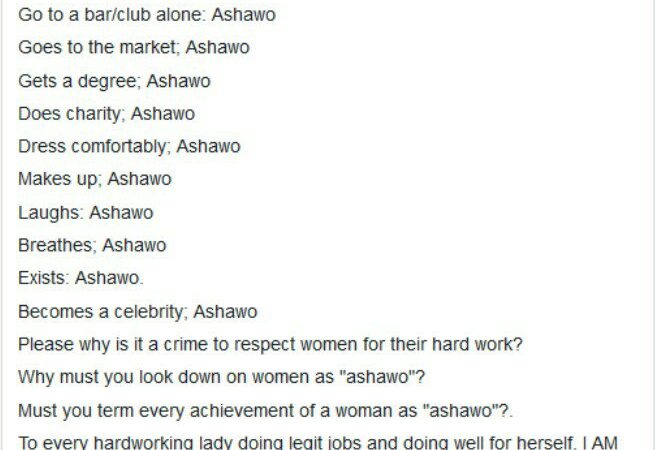 Go to a bar/club alone: Ashawo
Goes to the market; Ashawo
Gets a degree; Ashawo
Does charity; Ashawo
Dress comfortably; Ashawo
Makes up; Ashawo
Laughs: Ashawo
Breathes; Ashawo
Exists: Ashawo.
Becomes a celebrity; Ashawo
Please why is it a crime to respect women for their hard work?
Why must you look down on women as "ashawo"?
Must you term every achievement of a woman as "ashawo"?.
To every hardworking lady doing legit jobs and doing well for herself, I AM